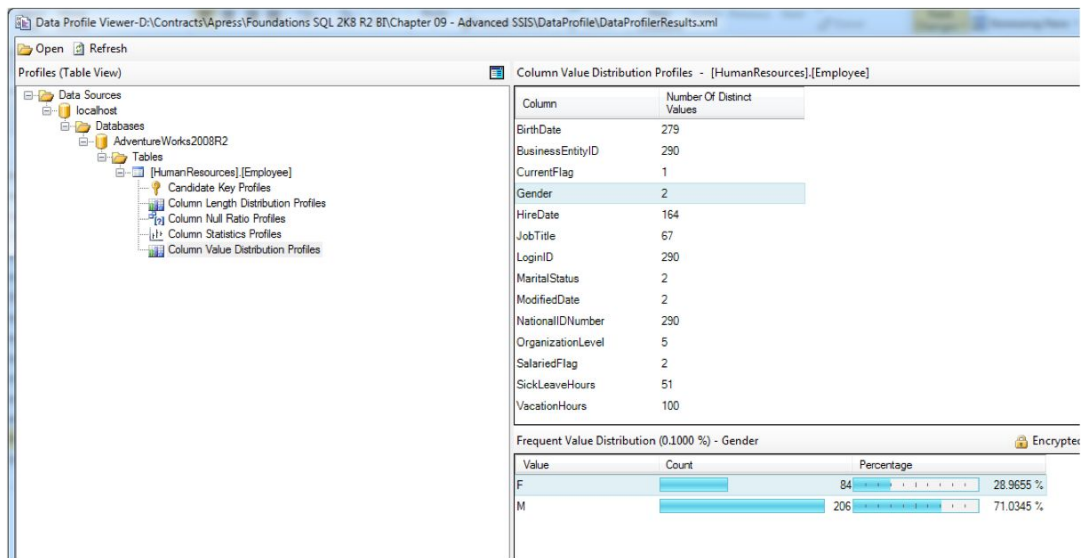 Data Profile Viewer-D:\Contracts\Apress\Foundations SQL 2K8 R2 BI\Chapter 09 - Advanced SSIS\DataProfile\DataProfilerResults.xml
Open Refresh
Profiles (Table View)
Data Sources
localhost
Databases
AdventureWorks2008R2
Tables
[HumanResources].[Employee]
Candidate Key Profiles
Column Length Distribution Profiles
Column Null Ratio Profiles
Column Statistics Profiles
Column Value Distribution Profiles
Column Value Distribution Profiles - [HumanResources].[Employee]
Column Number Of Distinct Values
BirthDate 279
BusinessEntityID 290
CurrentFlag 1
Gender 2
HireDate 164
JobTitle 67
LoginID 290
MaritalStatus 2
ModifiedDate 2
NationalIDNumber 290
OrganizationLevel 5
SalariedFlag 2
SickLeaveHours 51
VacationHours 100
Frequent Value Distribution (0.1000 %) - Gender Encrypted
Value Count Percentage
F 84 28.9655 %
M 206 71.0345 %